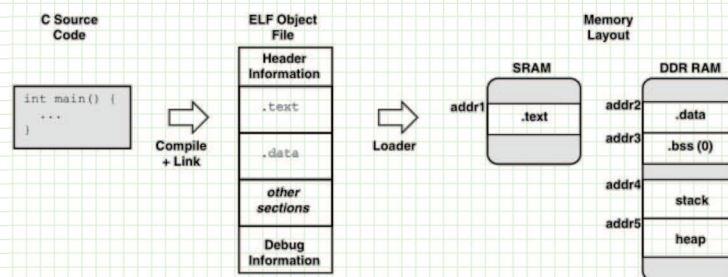 C Source
Code
int main() {
...
}
Compile
+ Link
ELF Object
File
Header
Information
.text
.data
other
sections
Debug
Information
Loader
Memory
Layout
SRAM
addr1
.text
DDR RAM
addr2
.data
addr3
.bss (0)
addr4
stack
addr5
heap